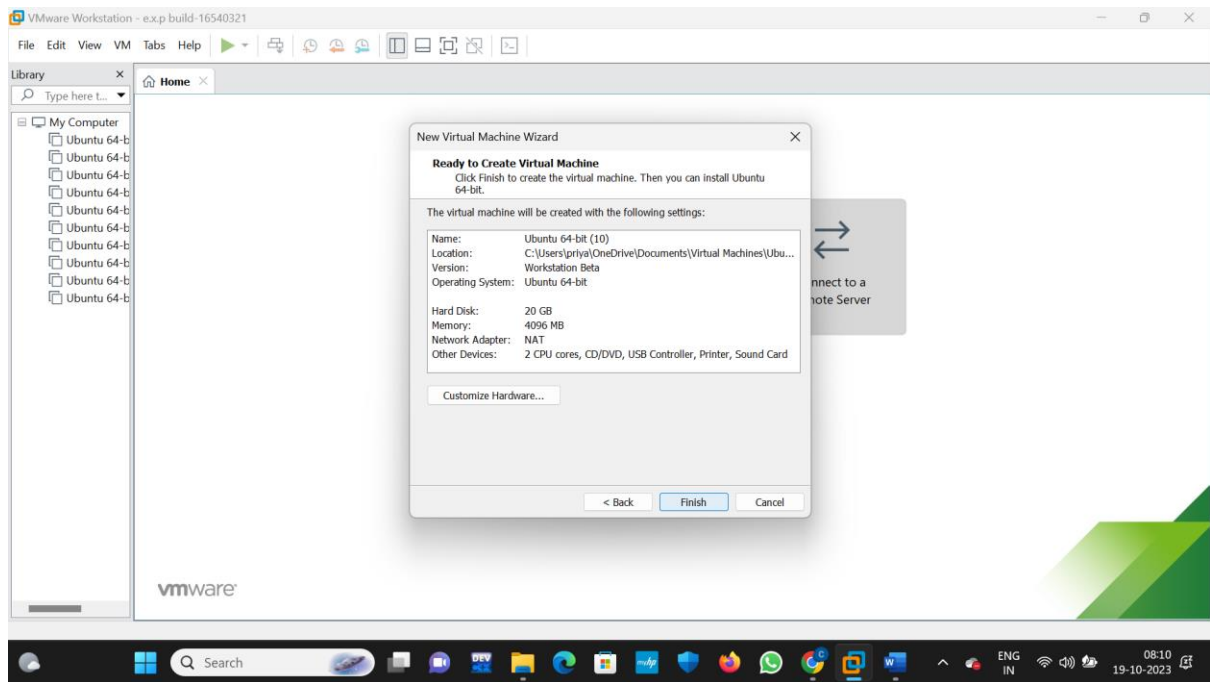 VMware Workstation - e.x.p build-16540321
File Edit View VM Tabs Help
Library
Home
Type here t...
My Computer
Ubuntu 64-b
Ubuntu 64-b
Ubuntu 64-b
Ubuntu 64-b
Ubuntu 64-b
Ubuntu 64-b
Ubuntu 64-b
Ubuntu 64-b
Ubuntu 64-b
Ubuntu 64-b
New Virtual Machine Wizard
Ready to Create Virtual Machine
Click Finish to create the virtual machine. Then you can install Ubuntu
64-bit.
The virtual machine will be created with the following settings:
Name: Ubuntu 64-bit (10)
Location: C:\Users\priya\OneDrive\Documents\Virtual Machines\Ubu...
Version: Workstation Beta
Operating System: Ubuntu 64-bit
Hard Disk: 20 GB
Memory: 4096 MB
Network Adapter: NAT
Other Devices: 2 CPU cores, CD/DVD, USB Controller, Printer, Sound Card
Customize Hardware...
< Back Finish Cancel
nnect to a
note Server
vmware
Search
DEV
mhp
W
ENG
IN
08:10
19-10-2023